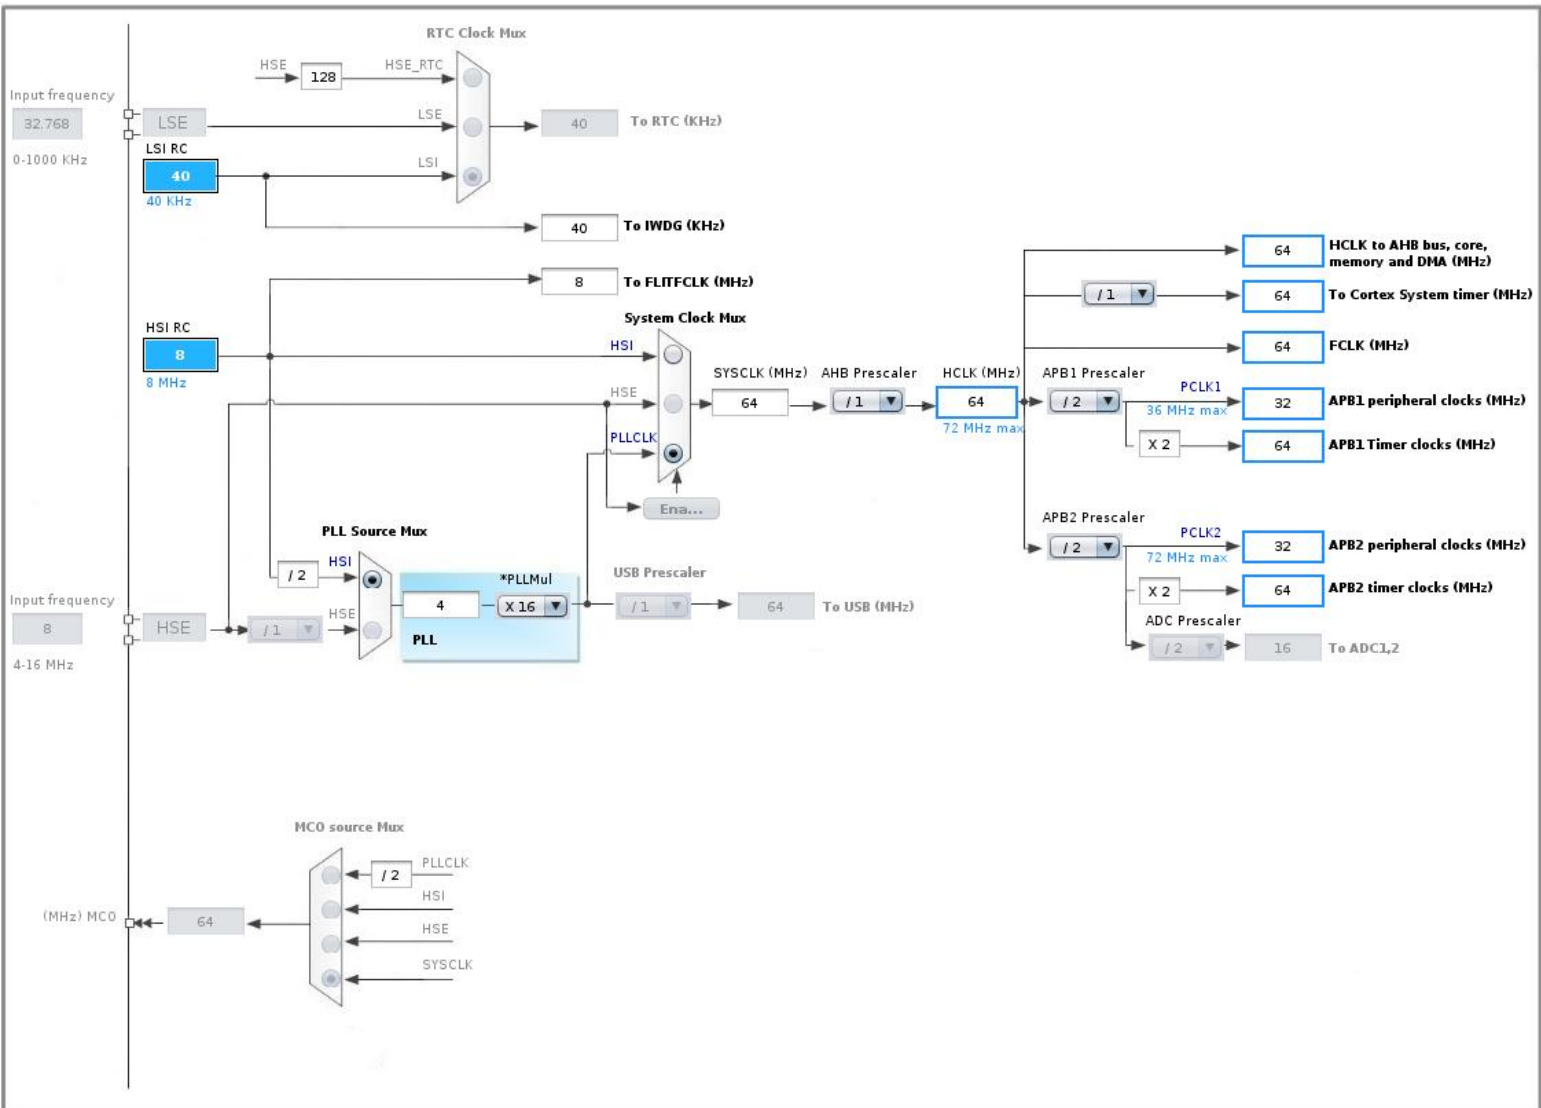 RTC Clock Mux
HSE
128
HSE_RTC
Input frequency
32.768
0-1000 KHz
LSE
LSE
40
To RTC (KHz)
LSI RC
40
40 KHz
LSI
40
To IWDG (KHz)
8
To FLITFCLK (MHz)
HSI RC
8
8 MHz
System Clock Mux
HSI
HSE
PLLCLK
Ena...
SYSCLK (MHz)
64
AHB Prescaler
/ 1
HCLK (MHz)
64
72 MHz max
64
HCLK to AHB bus, core,
memory and DMA (MHz)
/ 1
64
To Cortex System timer (MHz)
64
FCLK (MHz)
APB1 Prescaler
/ 2
PCLK1
36 MHz max
32
APB1 peripheral clocks (MHz)
X 2
64
APB1 Timer clocks (MHz)
APB2 Prescaler
/ 2
PCLK2
72 MHz max
32
APB2 peripheral clocks (MHz)
X 2
64
APB2 timer clocks (MHz)
ADC Prescaler
/ 2
16
To ADC1,2
PLL Source Mux
/ 2
HSI
HSE
4
*PLLMul
X 16
PLL
USB Prescaler
/ 1
64
To USB (MHz)
Input frequency
8
4-16 MHz
HSE
/ 1
MCO source Mux
/ 2
PLLCLK
HSI
HSE
SYSCLK
(MHz) MCO
64